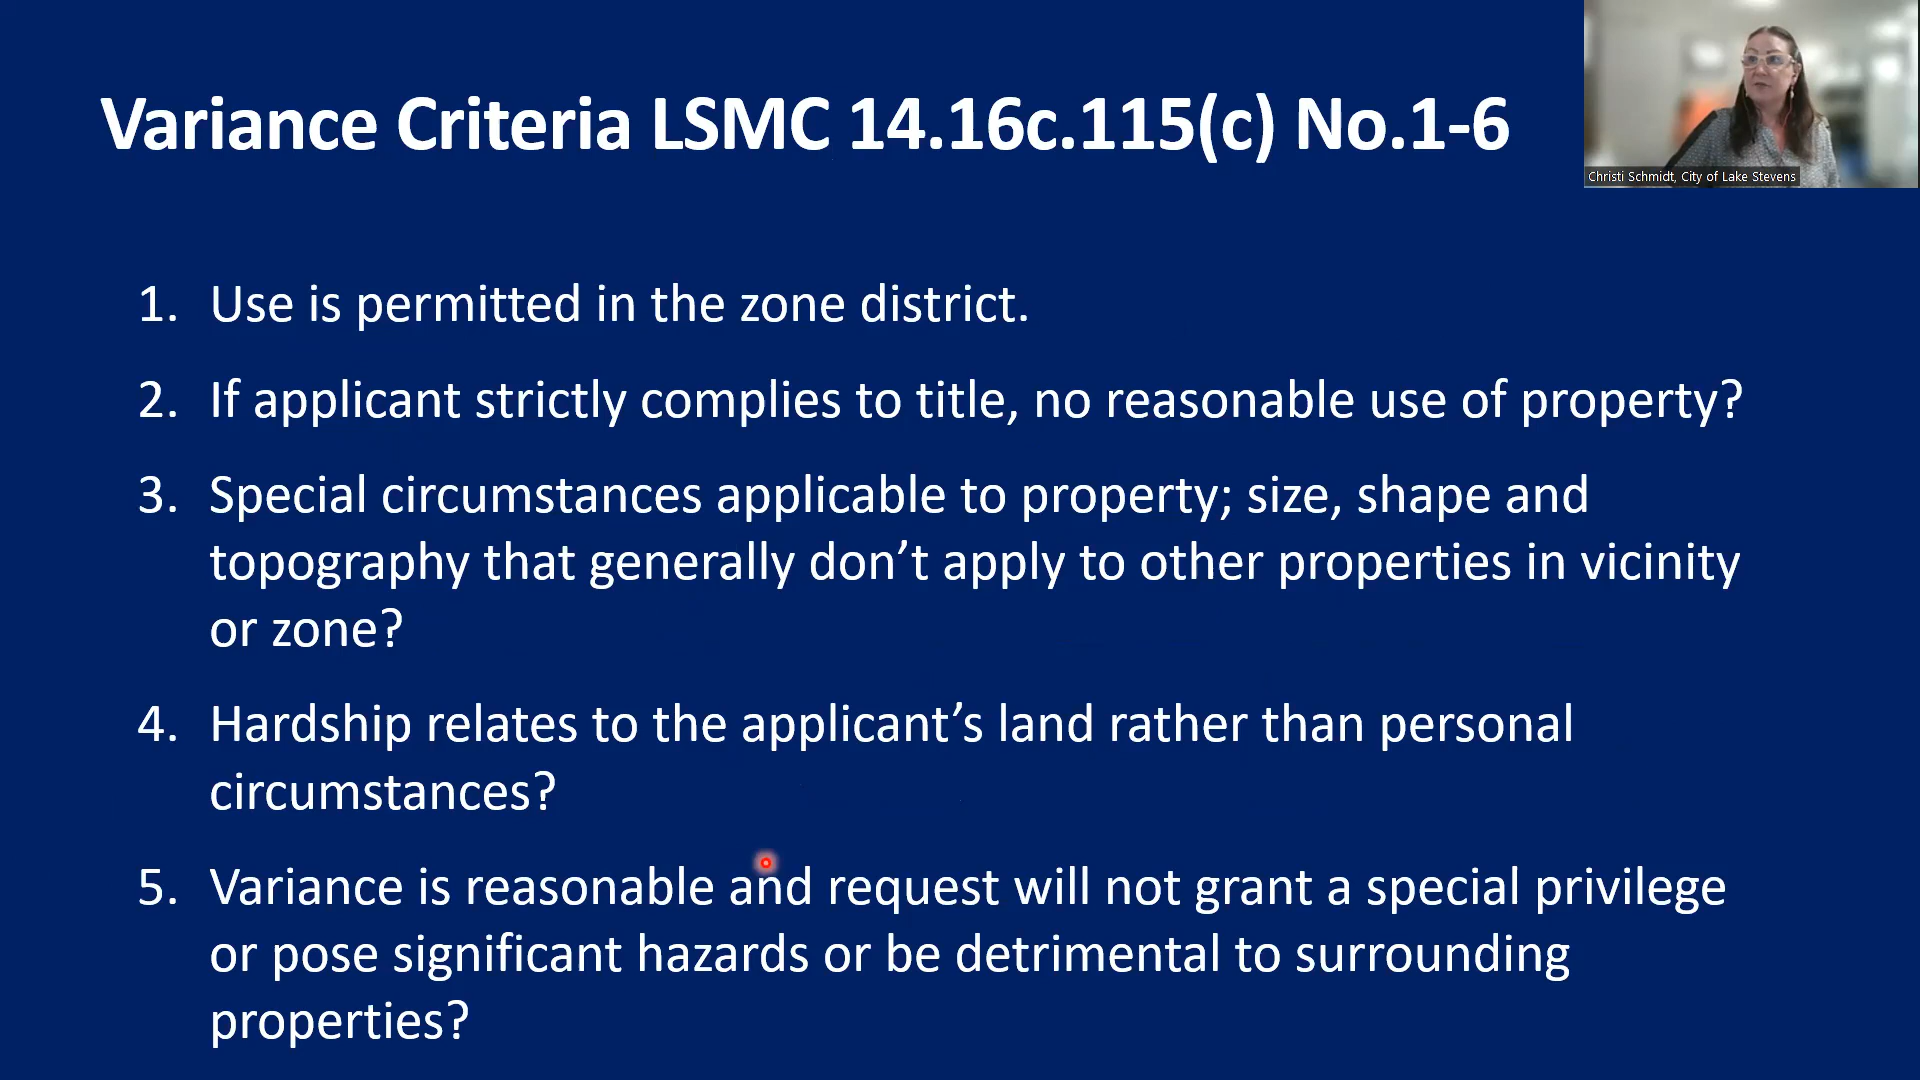 Variance Criteria LSMC 14.16c.115(c) No.1-6
Christi Schmidt, City of Lake Stevens
1. Use is permitted in the zone district.
2. If applicant strictly complies to title, no reasonable use of property?
3. Special circumstances applicable to property; size, shape and
topography that generally don’t apply to other properties in vicinity
or zone?
4. Hardship relates to the applicant’s land rather than personal
circumstances?
5. Variance is reasonable and request will not grant a special privilege
or pose significant hazards or be detrimental to surrounding
properties?